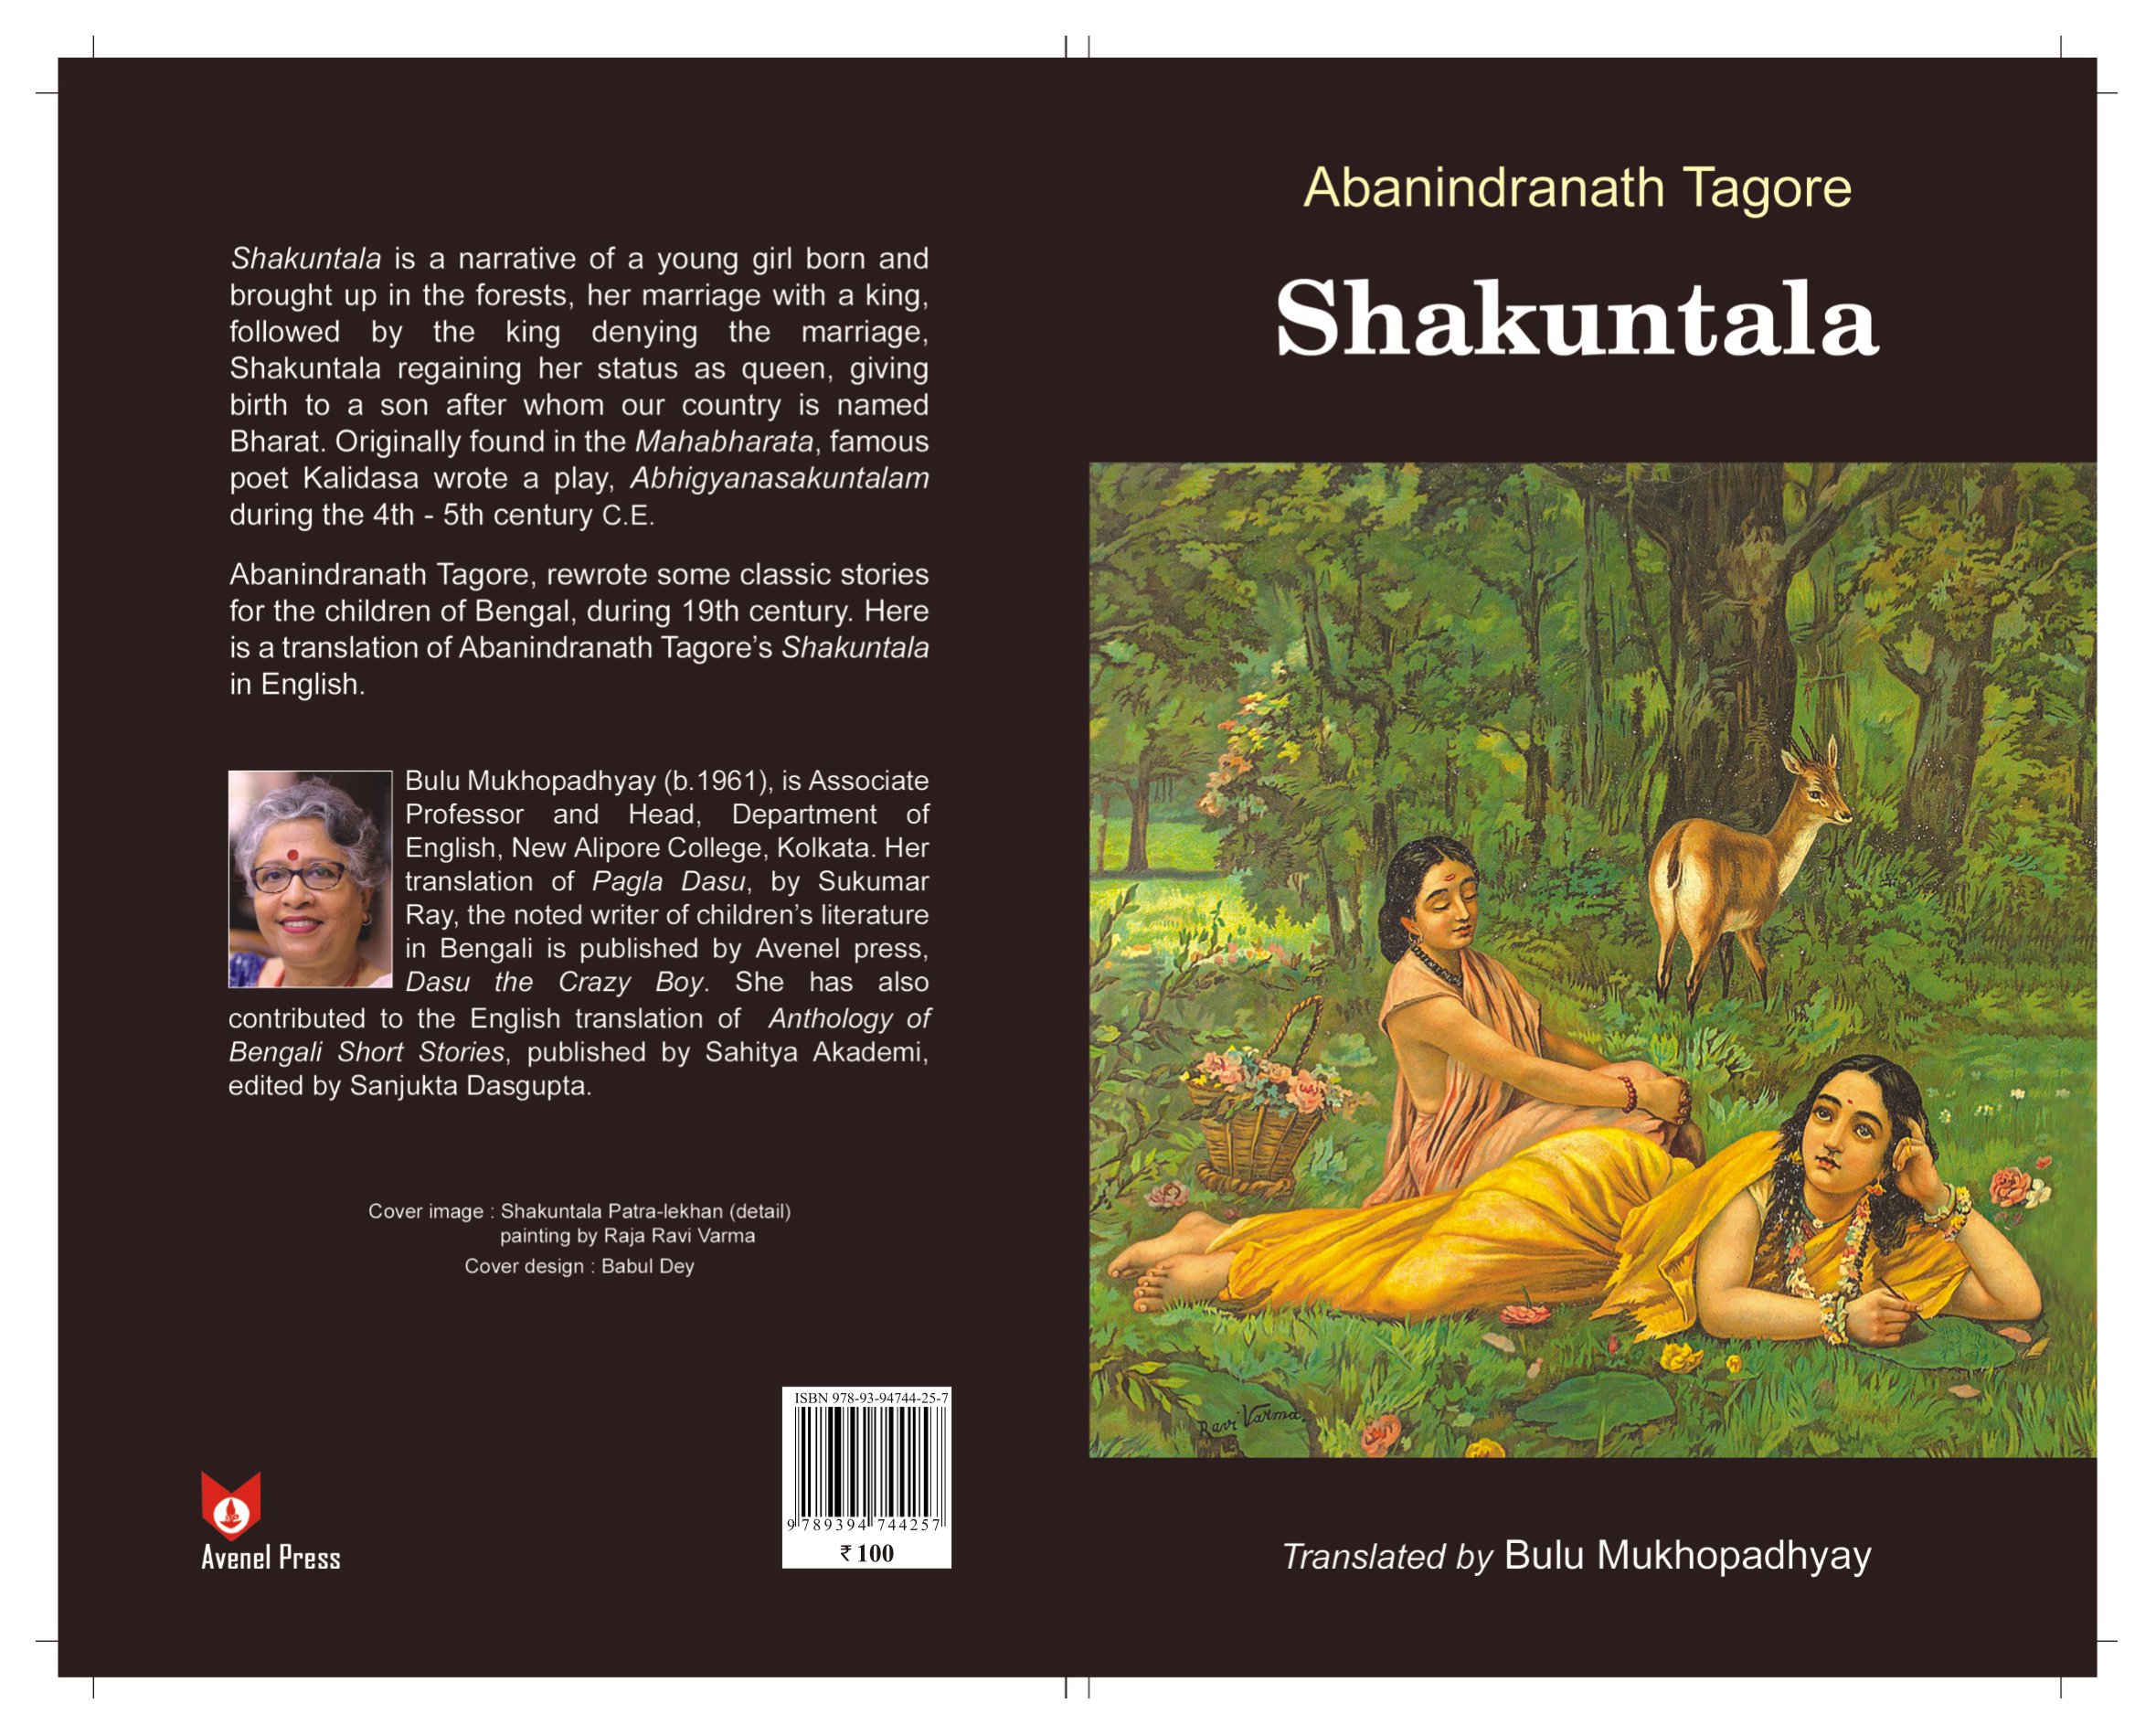 Shakuntala is a narrative of a young girl born and
brought up in the forests, her marriage with a king,
followed by the king denying the marriage,
Shakuntala regaining her status as queen, giving
birth to a son after whom our country is named
Bharat. Originally found in the Mahabharata, famous
poet Kalidasa wrote a play, Abhigyanasakuntalam
during the 4th - 5th century C.E.
Abanindranath Tagore, rewrote some classic stories
for the children of Bengal, during 19th century. Here
is a translation of Abanindranath Tagore’s Shakuntala
in English.
Bulu Mukhopadhyay (b.1961), is Associate
Professor and Head, Department of
English, New Alipore College, Kolkata. Her
translation of Pagla Dasu, by Sukumar
Ray, the noted writer of children’s literature
in Bengali is published by Avenel press,
Dasu the Crazy Boy. She has also
contributed to the English translation of Anthology of
Bengali Short Stories, published by Sahitya Akademi,
edited by Sanjukta Dasgupta.
Cover image : Shakuntala Patra-lekhan (detail)
painting by Raja Ravi Varma
Cover design : Babul Dey
Avenel Press
ISBN 978-93-94744-25-7
9 789394 744257
₹ 100
Abanindranath Tagore
Shakuntala
Ravi Varma.
Translated by Bulu Mukhopadhyay